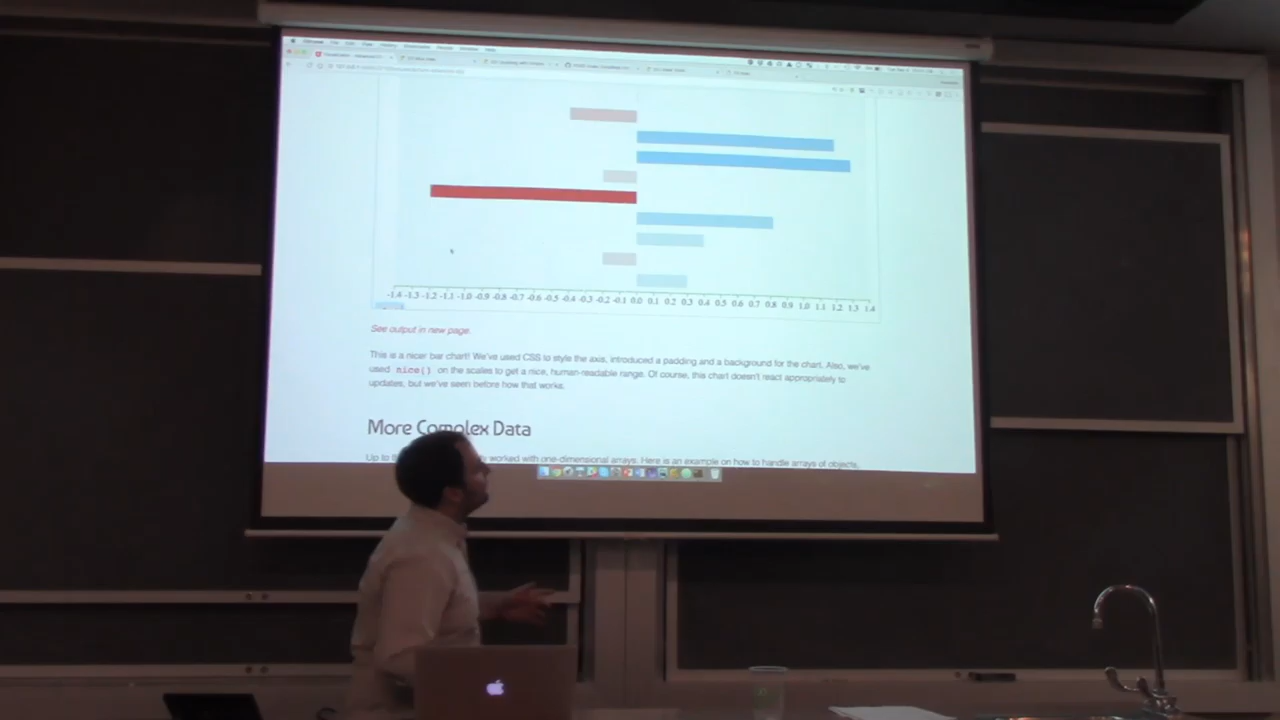 -1.4 -1.3 -1.2 -1.1 -1.0 -0.9 -0.8 -0.7 -0.6 -0.5 -0.4 -0.3 -0.2 -0.1 0.0 0.1 0.2 0.3 0.4 0.5 0.6 0.7 0.8 0.9 1.0 1.1 1.2 1.3 1.4
See output in new page.
This is a nicer bar chart! We've used CSS to style the axis, introduced a padding and a background for the chart. Also, we've
used nice() on the scales to get a nice, human-readable range. Of course, this chart doesn't react appropriately to
updates, but we've seen before how that works.
More Complex Data
Up to worked with one-dimensional arrays. Here is an example on how to handle arrays of objects.